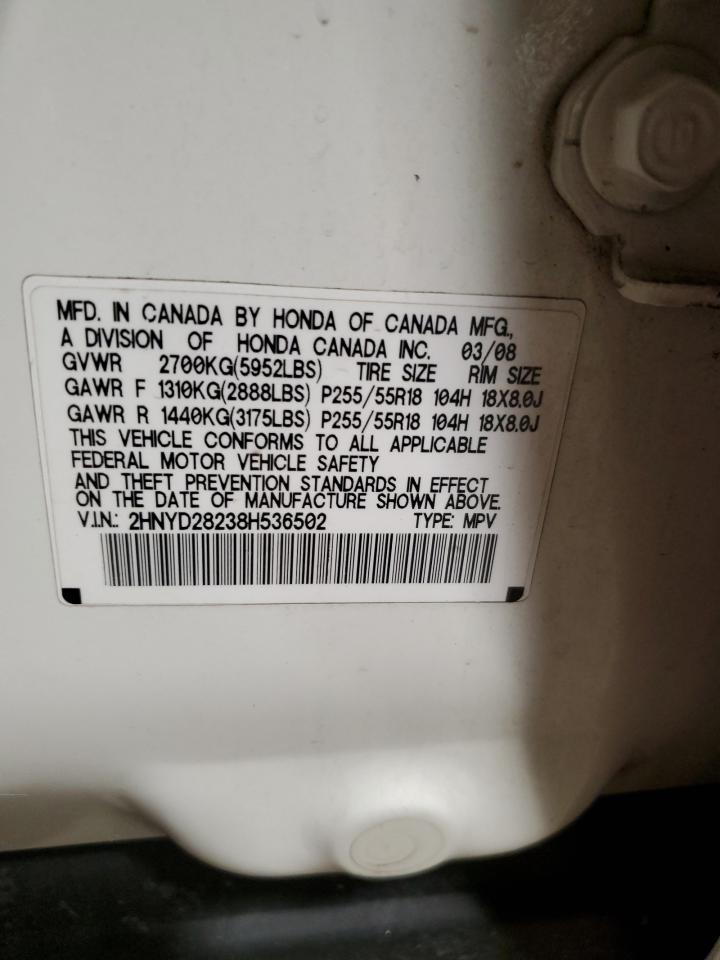 MFD. IN CANADA BY HONDA OF CANADA MFG.,
A DIVISION OF HONDA CANADA INC. 03/08
GVWR 2700KG(5952LBS) TIRE SIZE RIM SIZE
GAWR F 1310KG(2888LBS) P255/55R18 104H 18X8.0J
GAWR R 1440KG(3175LBS) P255/55R18 104H 18X8.0J
THIS VEHICLE CONFORMS TO ALL APPLICABLE
FEDERAL MOTOR VEHICLE SAFETY
AND THEFT PREVENTION STANDARDS IN EFFECT
ON THE DATE OF MANUFACTURE SHOWN ABOVE.
V.I.N.: 2HNYD28238H536502 TYPE: MPV